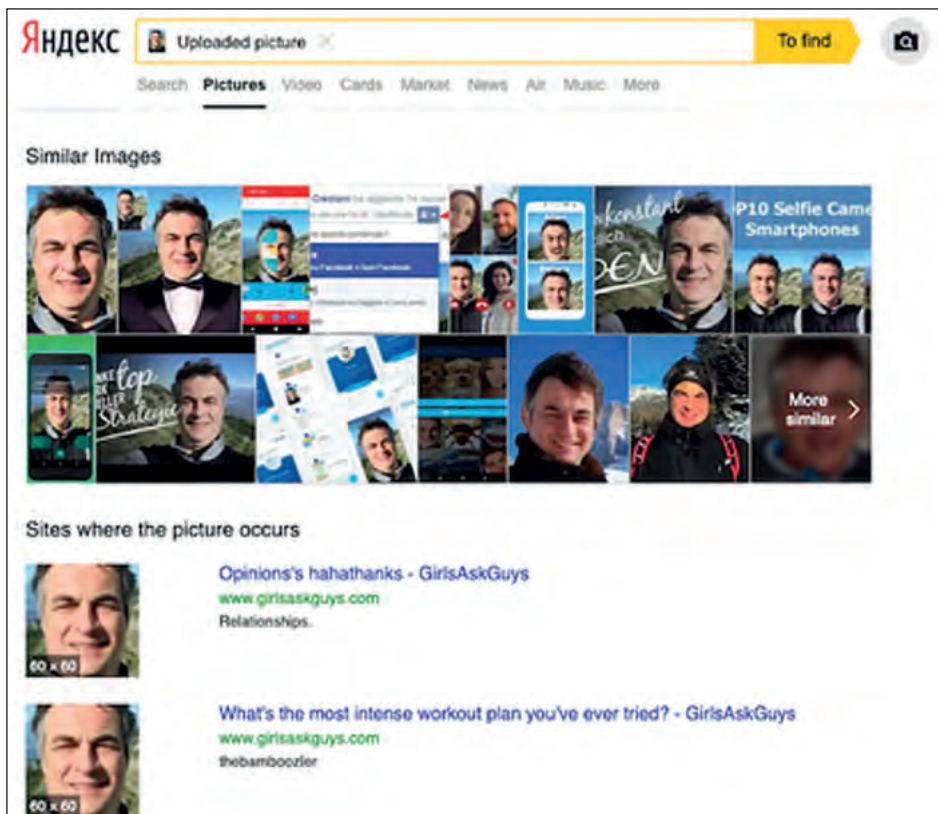 Яндекс
Uploaded picture
To find
Search Pictures Video Cards Market News Air Music More
Similar Images
konstant
DEN
P10 Selfie Came
Smartphones
top
Strategie
More
similar
Sites where the picture occurs
Opinions's hahathanks - GirlsAskGuys
www.girlsaskguys.com
Relationships.
60 x 60
What's the most intense workout plan you've ever tried? - GirlsAskGuys
www.girlsaskguys.com
thebamboozler
60 x 60